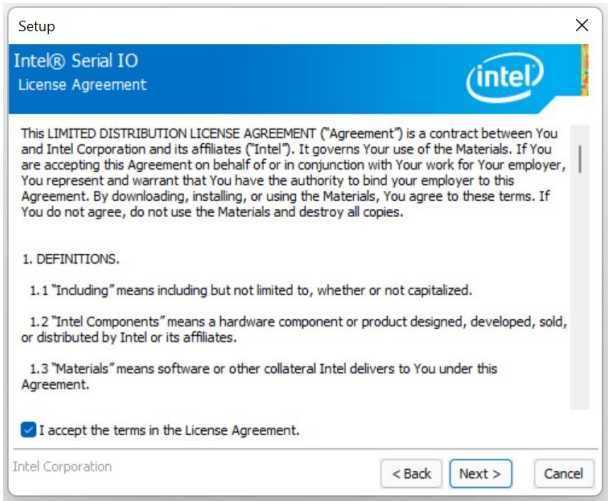 Setup
Intel® Serial IO
License Agreement
intel
This LIMITED DISTRIBUTION LICENSE AGREEMENT ("Agreement") is a contract between You
and Intel Corporation and its affiliates ("Intel"). It governs Your use of the Materials. If You
are accepting this Agreement on behalf of or in conjunction with Your work for Your employer,
You represent and warrant that You have the authority to bind your employer to this
Agreement. By downloading, installing, or using the Materials, You agree to these terms. If
You do not agree, do not use the Materials and destroy all copies.
1. DEFINITIONS.
1.1 "Including" means including but not limited to, whether or not capitalized.
1.2 "Intel Components" means a hardware component or product designed, developed, sold,
or distributed by Intel or its affiliates.
1.3 "Materials" means software or other collateral Intel delivers to You under this
Agreement.
I accept the terms in the License Agreement.
Intel Corporation
< Back Next > Cancel